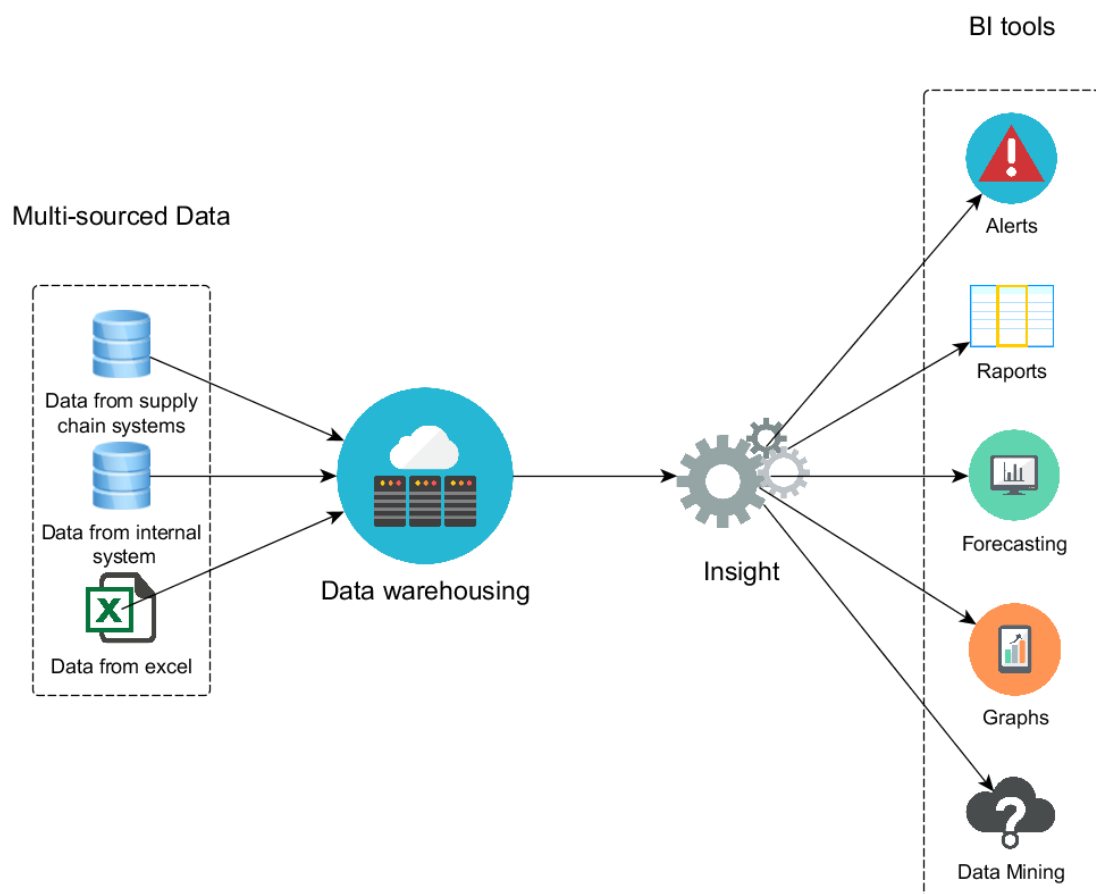 BI tools
Alerts
Multi-sourced Data
Raports
Data from supply
chain systems
Data from internal
system
X
Data from excel
Data warehousing
Insight
Forecasting
Graphs
Data Mining